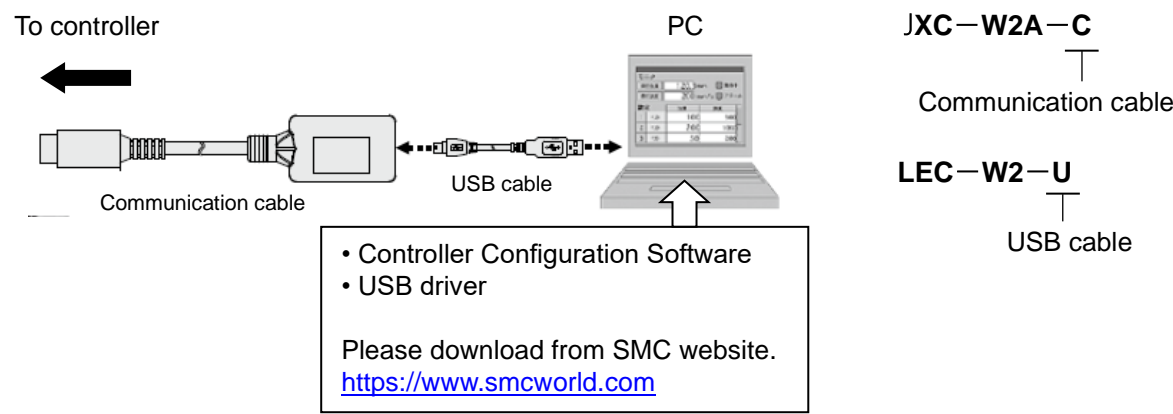 To controller
PC
JXC－W2A－C
Communication cable
LEC－W2－U
USB cable
USB cable
Communication cable
• Controller Configuration Software
• USB driver
Please download from SMC website.
https://www.smcworld.com